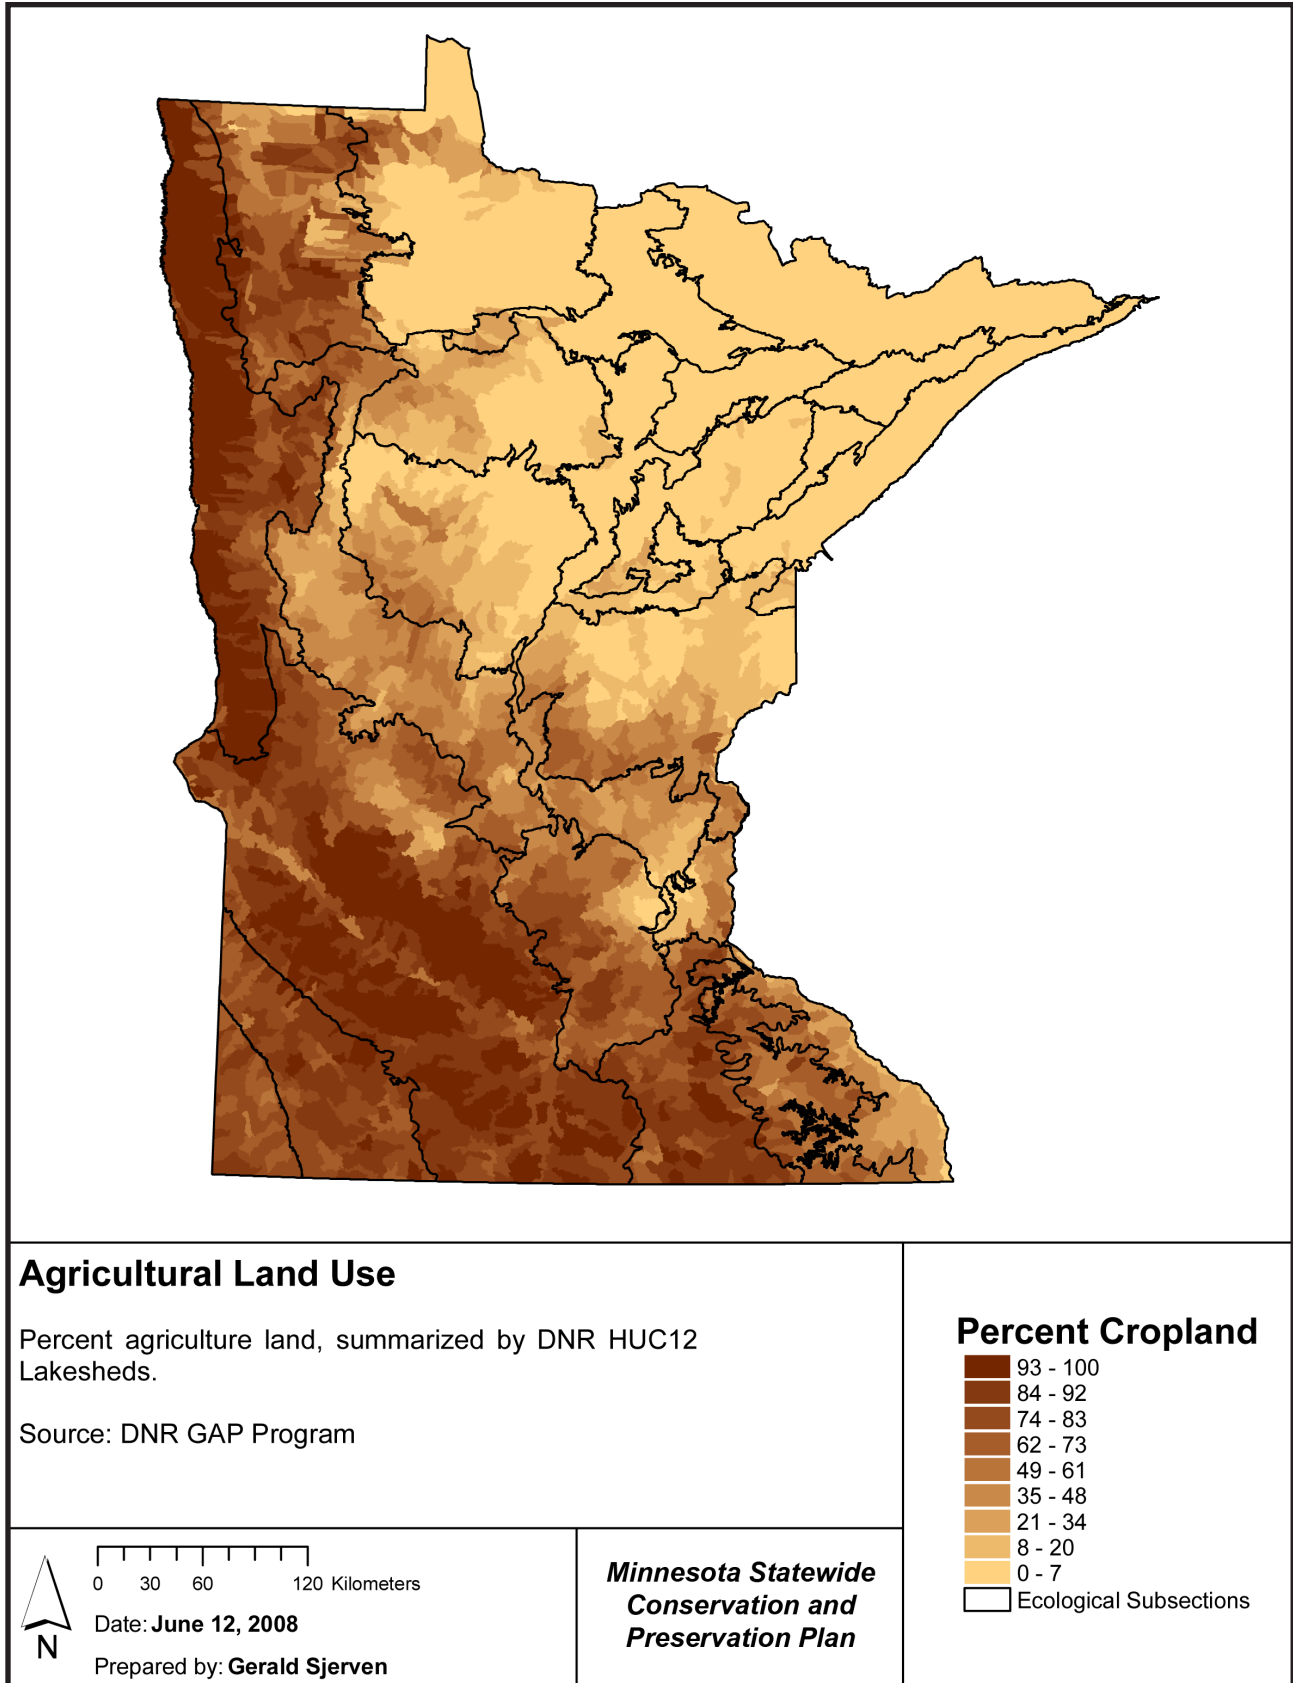 Agricultural Land Use
Percent agriculture land, summarized by DNR HUC12
Lakesheds.
Source: DNR GAP Program
Percent Cropland
93 - 100
84 - 92
74 - 83
62 - 73
49 - 61
35 - 48
21 - 34
8 - 20
0 - 7
Ecological Subsections
0 30 60 120 Kilometers
Date: June 12, 2008
Prepared by: Gerald Sjerven
N
Minnesota Statewide
Conservation and
Preservation Plan